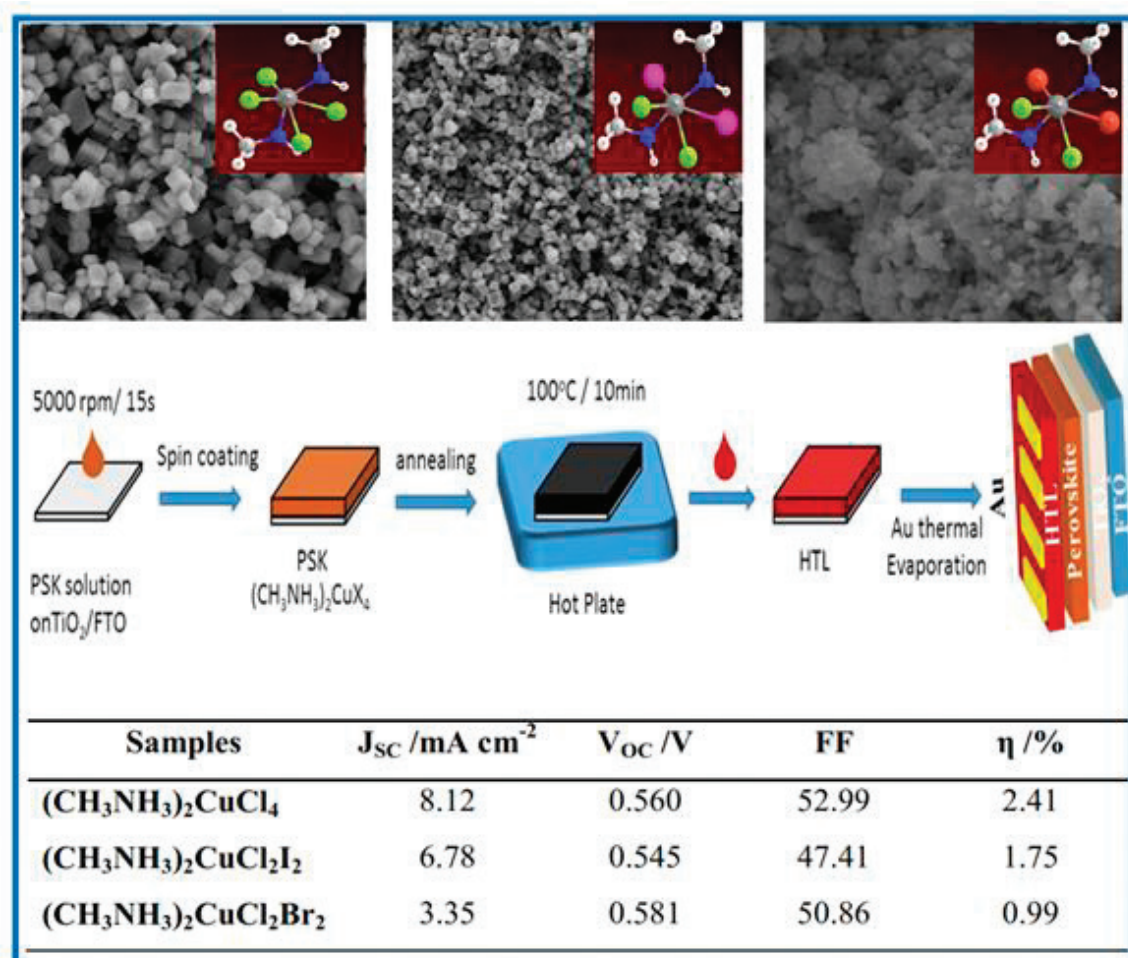 5000 rpm/ 15s
Spin coating
annealing
100°C / 10min
PSK solution
onTiO₂/FTO
PSK
(CH₃NH₃)₂CuX₄
Hot Plate
HTL
Au thermal
Evaporation
Au
HTL
Perovskite
FTO
Samples J_SC /mA cm⁻² V_OC /V FF η /%
(CH₃NH₃)₂CuCl₄ 8.12 0.560 52.99 2.41
(CH₃NH₃)₂CuCl₂I₂ 6.78 0.545 47.41 1.75
(CH₃NH₃)₂CuCl₂Br₂ 3.35 0.581 50.86 0.99